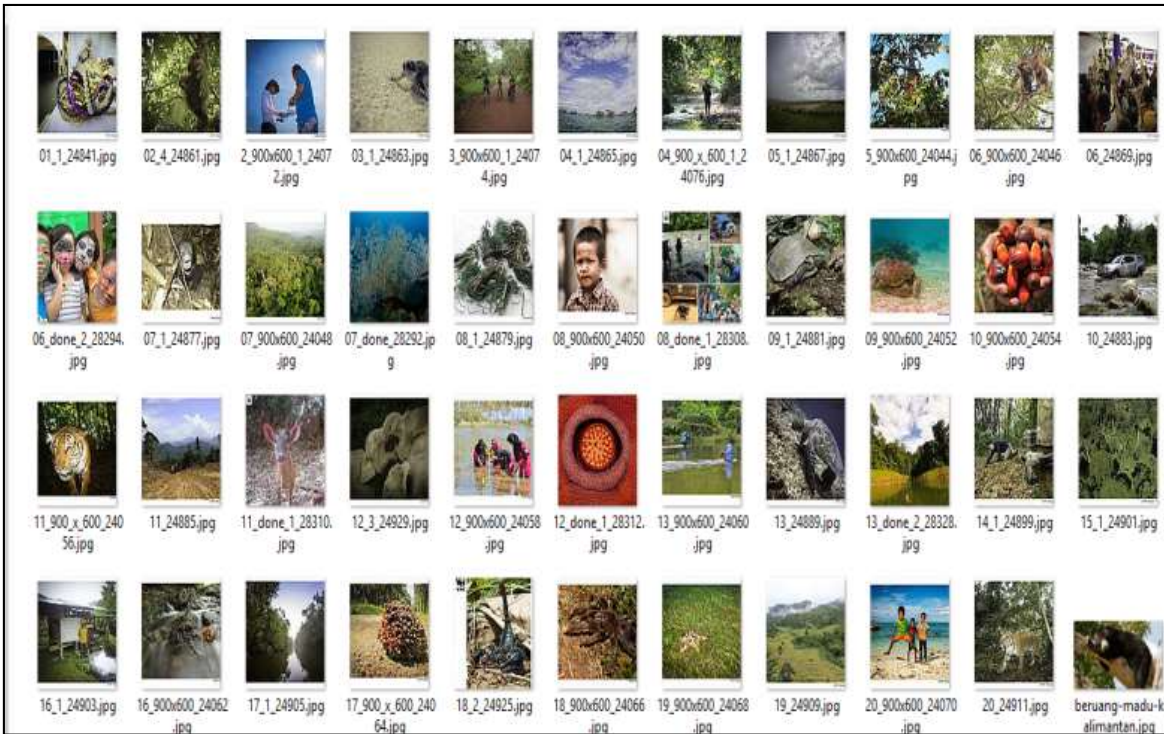 01_1_24841.jpg
02_4_24861.jpg
2_900x600_1_2407
2.jpg
03_1_24863.jpg
3_900x600_1_2407
4.jpg
04_1_24865.jpg
04_900_x_600_1_2
4076.jpg
05_1_24867.jpg
5_900x600_24044.j
pg
06_900x600_24046
.jpg
06_24869.jpg
06_done_2_28294.
jpg
07_1_24877.jpg
07_900x600_24048
.jpg
07_done_28292.jp
g
08_1_24879.jpg
08_900x600_24050
.jpg
08_done_1_28308.
jpg
09_1_24881.jpg
09_900x600_24052
.jpg
10_900x600_24054
.jpg
10_24883.jpg
11_900_x_600_240
56.jpg
11_24885.jpg
11_done_1_28310.
jpg
12_3_24929.jpg
12_900x600_24058
.jpg
12_done_1_28312.
jpg
13_900x600_24060
.jpg
13_24889.jpg
13_done_2_28328.
jpg
14_1_24899.jpg
15_1_24901.jpg
16_1_24903.jpg
16_900x600_24062
.jpg
17_1_24905.jpg
17_900_x_600_240
64.jpg
18_2_24925.jpg
18_900x600_24066
.jpg
19_900x600_24068
.jpg
19_24909.jpg
20_900x600_24070
.jpg
20_24911.jpg
beruang-madu-k
alimantan.jpg